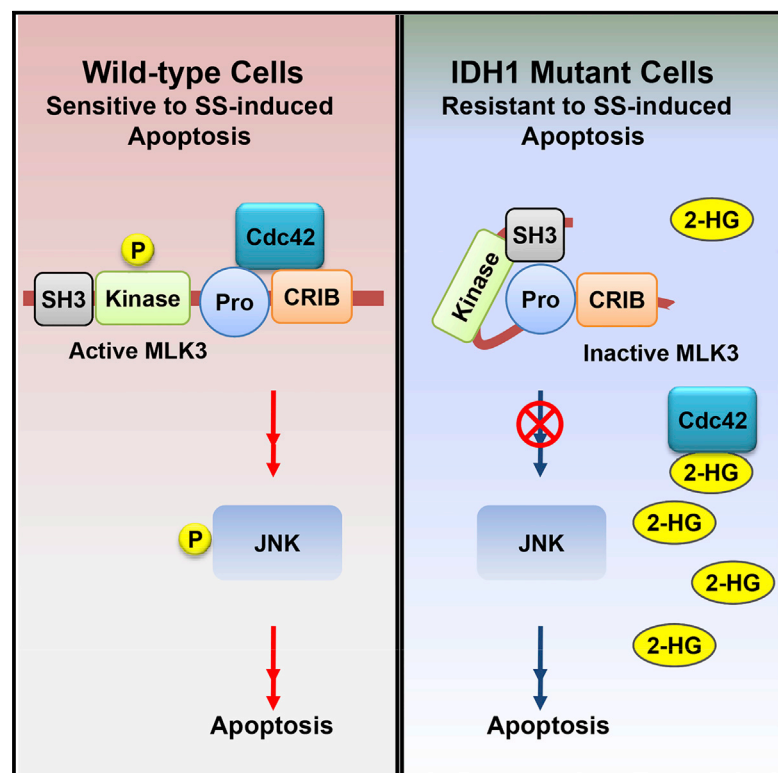 Wild-type Cells
Sensitive to SS-induced
Apoptosis
P
Cdc42
SH3
Kinase
Pro
CRIB
Active MLK3
P
JNK
Apoptosis
IDH1 Mutant Cells
Resistant to SS-induced
Apoptosis
2-HG
SH3
Kinase
Pro
CRIB
Inactive MLK3
Cdc42
2-HG
2-HG
JNK
2-HG
2-HG
Apoptosis